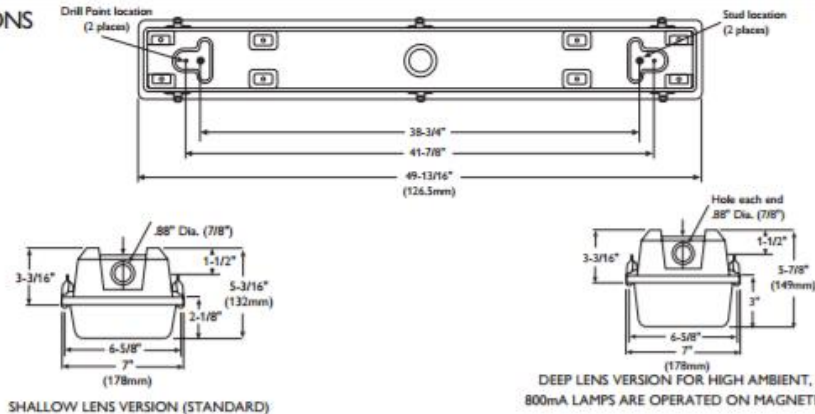 ONS
Drill Point location
(2 places)
Stud location
(2 places)
38-3/4"
41-7/8"
49-13/16"
(126.5mm)
.88" Dia. (7/8")
3-3/16"
1-1/2"
5-3/16"
(132mm)
2-1/8"
6-5/8"
7"
(178mm)
SHALLOW LENS VERSION (STANDARD)
Hole each end
.88" Dia. (7/8")
3-3/16"
1-1/2"
5-7/8"
(149mm)
3"
6-5/8"
7"
(178mm)
DEEP LENS VERSION FOR HIGH AMBIENT,
800mA LAMPS ARE OPERATED ON MAGNETI